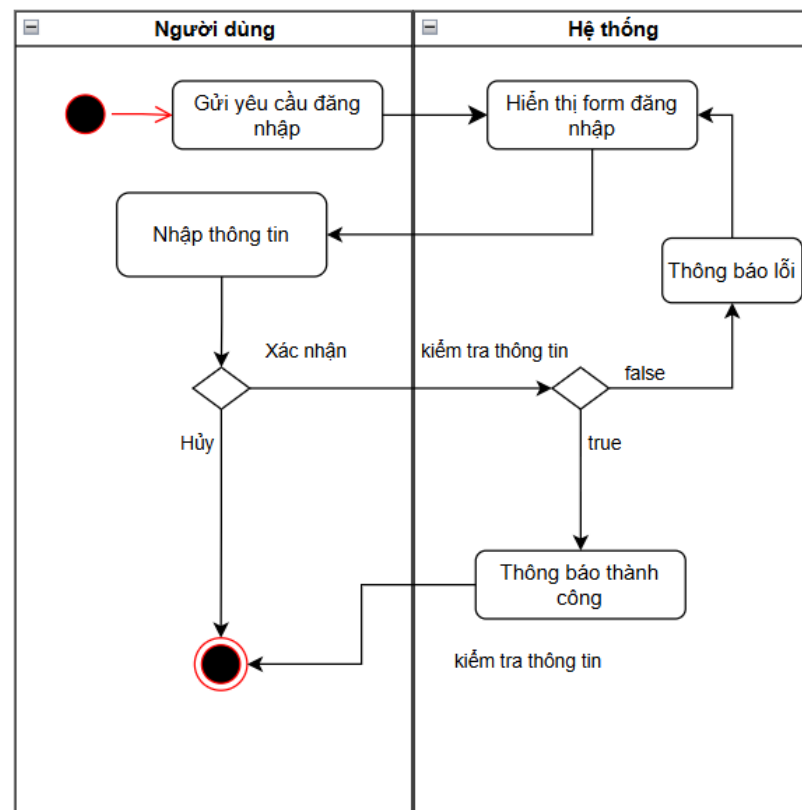 Người dùng
Hệ thống
Gửi yêu cầu đăng
nhập
Hiển thị form đăng
nhập
Nhập thông tin
Thông báo lỗi
Xác nhận
kiểm tra thông tin
false
Hủy
true
Thông báo thành
công
kiểm tra thông tin